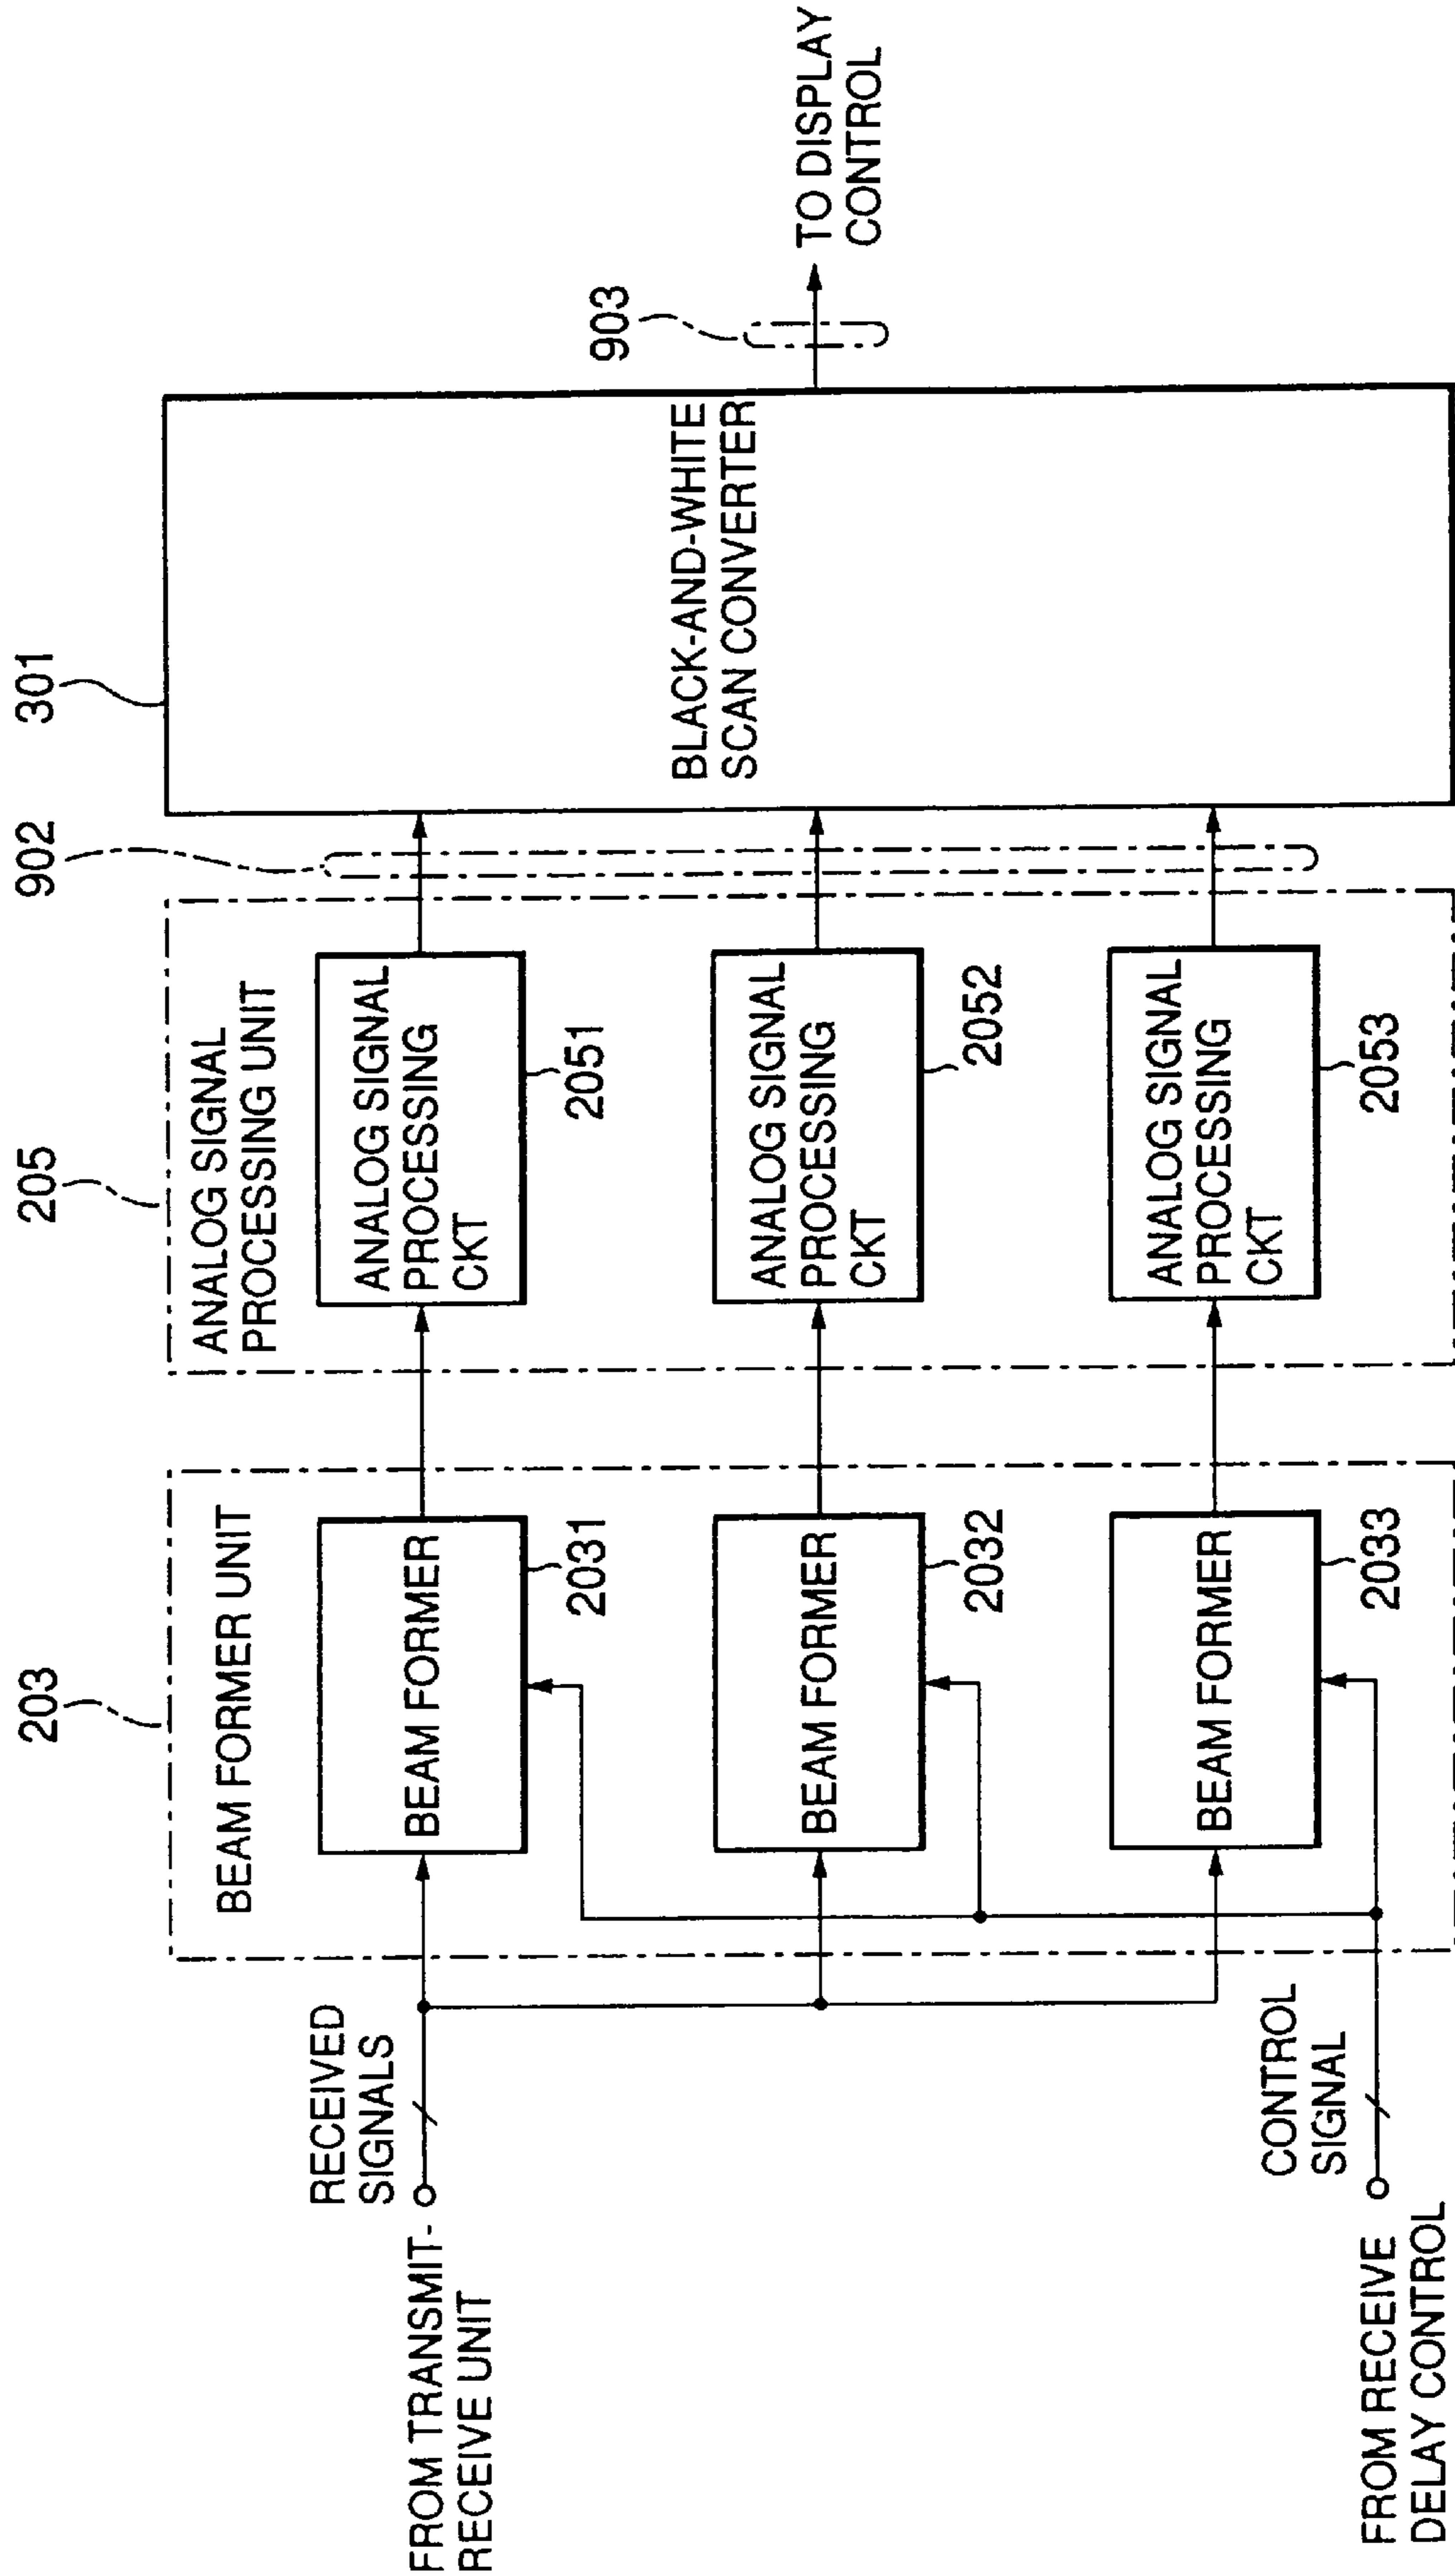 203
BEAM FORMER UNIT
205
ANALOG SIGNAL
PROCESSING UNIT
902
301
903
RECEIVED
SIGNALS
FROM TRANSMIT-
RECEIVE UNIT
BEAM FORMER
2031
ANALOG SIGNAL
PROCESSING
CKT
2051
BEAM FORMER
2032
ANALOG SIGNAL
PROCESSING
CKT
2052
BLACK-AND-WHITE
SCAN CONVERTER
TO DISPLAY
CONTROL
BEAM FORMER
2033
ANALOG SIGNAL
PROCESSING
CKT
2053
CONTROL
SIGNAL
FROM RECEIVE
DELAY CONTROL